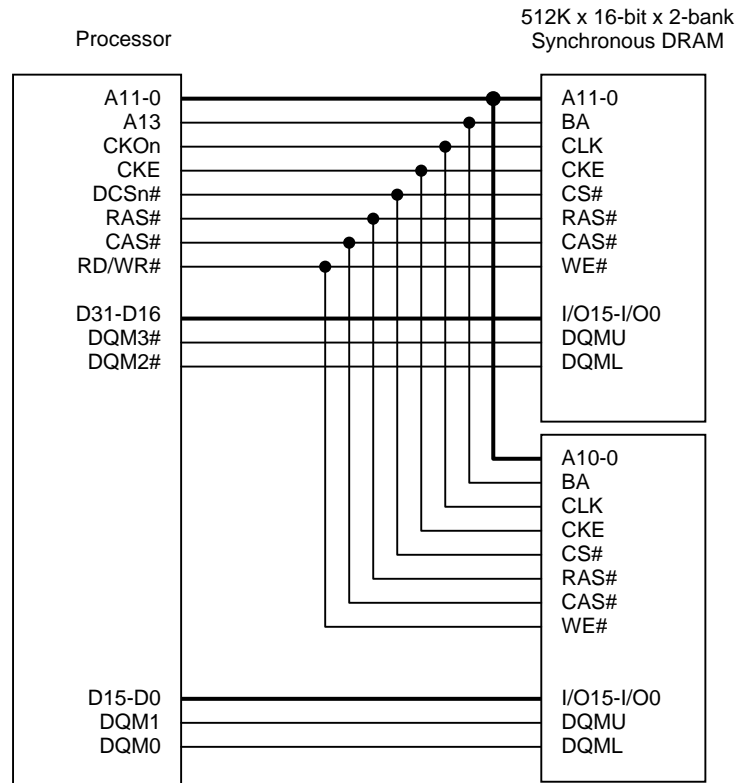 512K x 16-bit x 2-bank
Synchronous DRAM
Processor
A11-0
A13
CKOn
CKE
DCSn#
RAS#
CAS#
RD/WR#
D31-D16
DQM3#
DQM2#
D15-D0
DQM1
DQM0
A11-0
BA
CLK
CKE
CS#
RAS#
CAS#
WE#
I/O15-I/O0
DQMU
DQML
A10-0
BA
CLK
CKE
CS#
RAS#
CAS#
WE#
I/O15-I/O0
DQMU
DQML